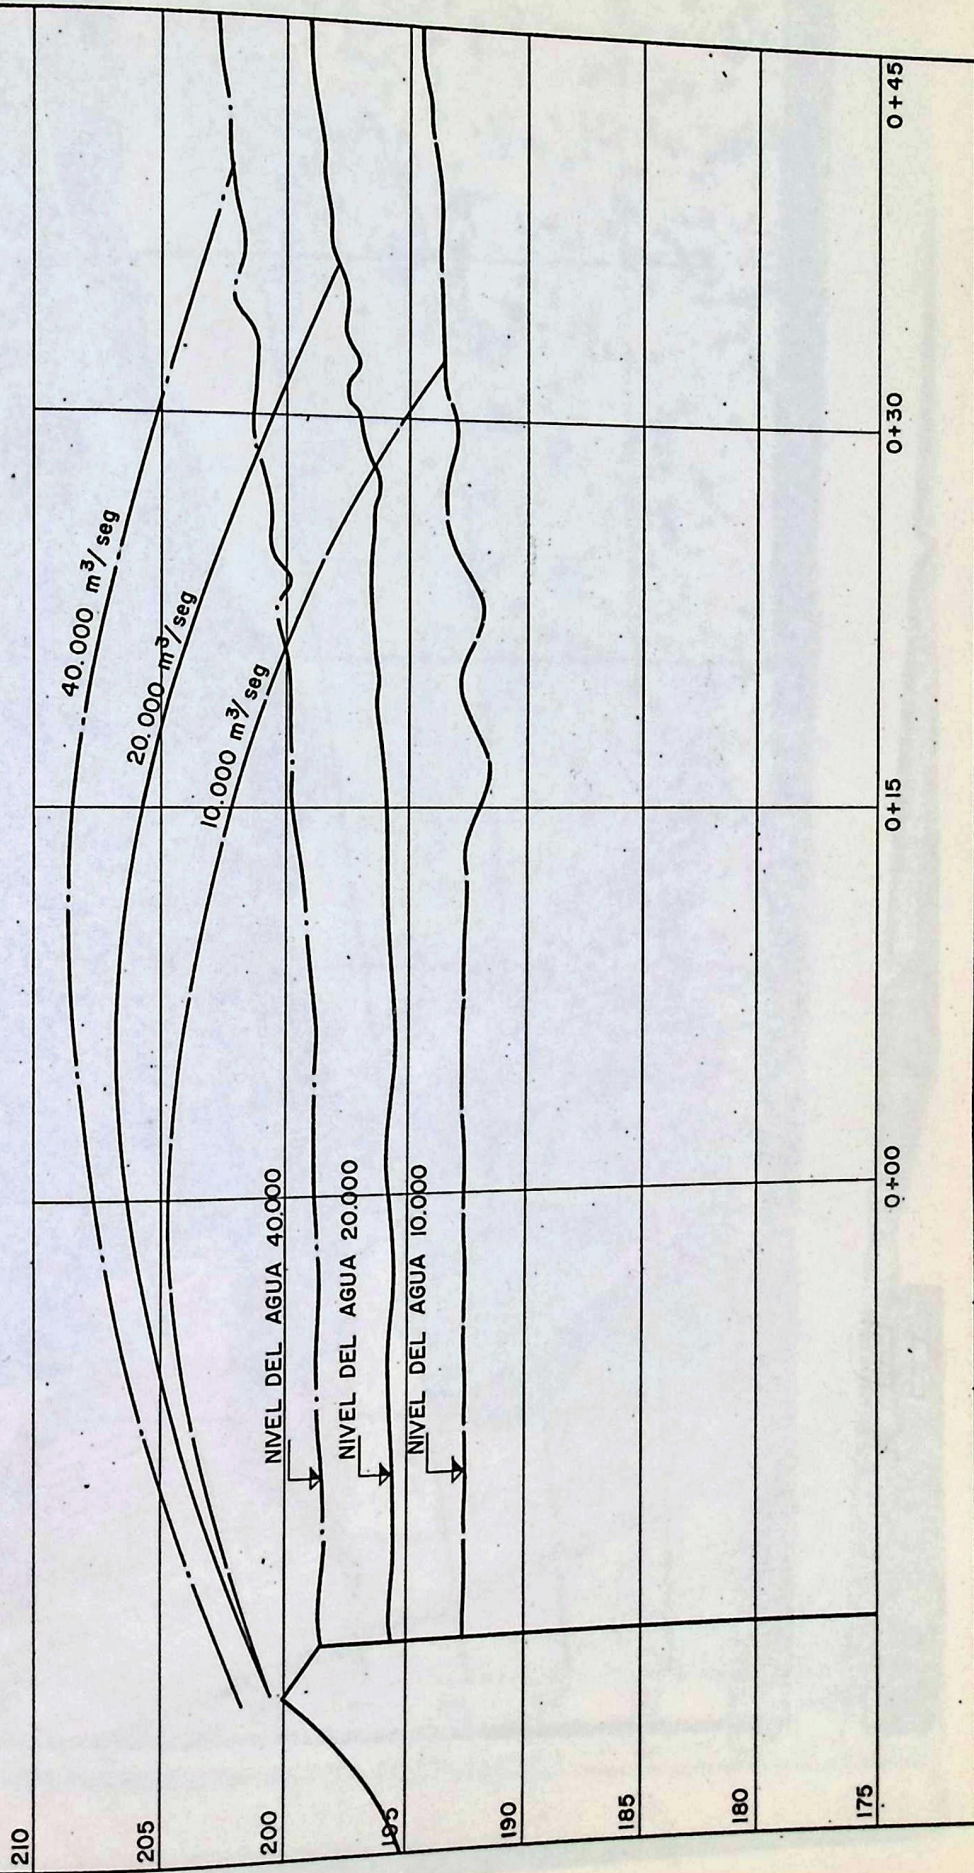 40.000 m³/seg
20.000 m³/seg
10.000 m³/seg
NIVEL DEL AGUA 40.000
NIVEL DEL AGUA 20.000
NIVEL DEL AGUA 10.000
210
205
200
195
190
185
180
175
0+00
0+15
0+30
0+45